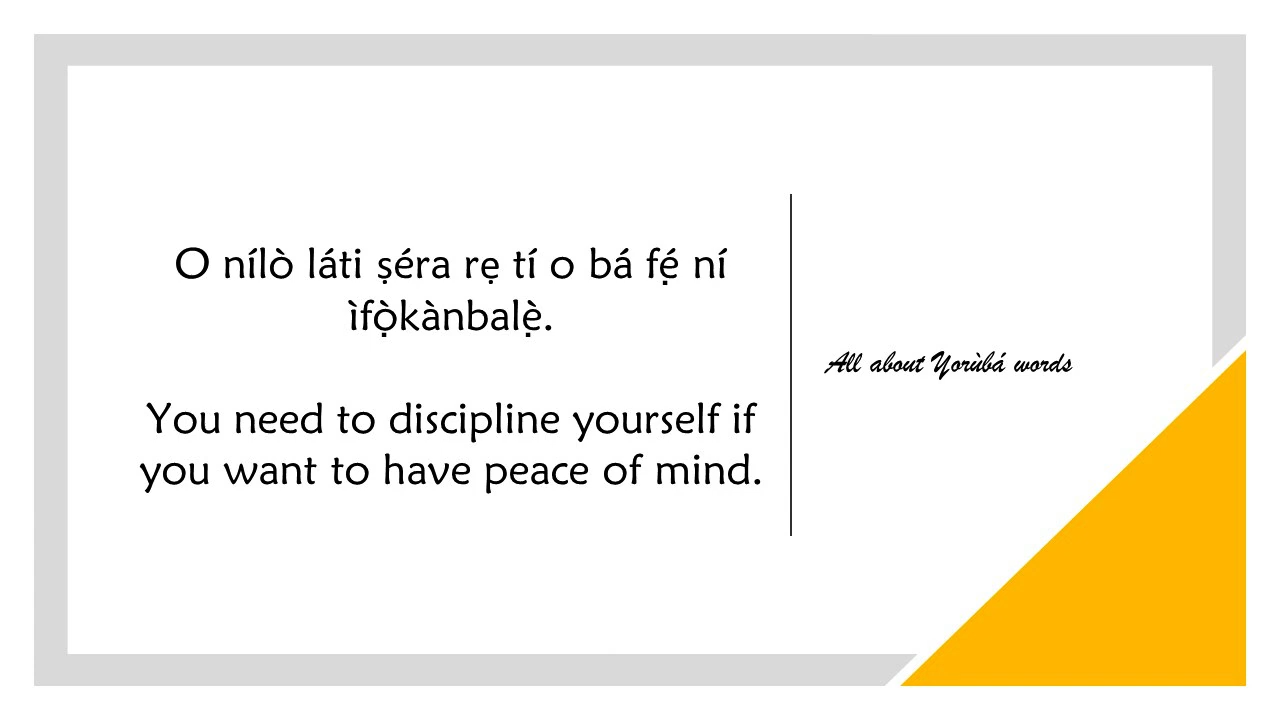 O nílò láti ṣéra rẹ tí o bá fẹ́ ní
ìfọ̀kànbalẹ̀.
You need to discipline yourself if
you want to have peace of mind.
All about Yorùbá words